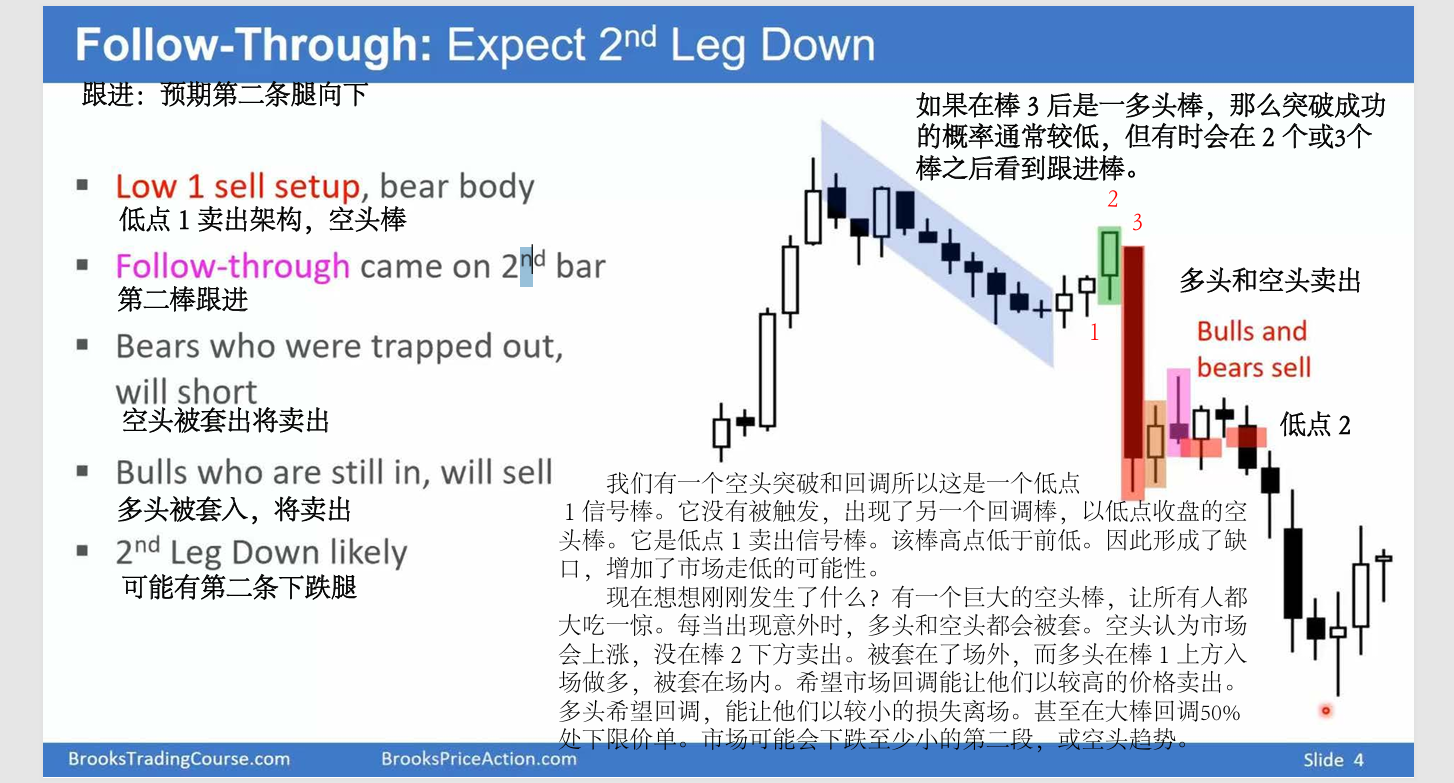 Follow-Through: Expect 2nd Leg Down
跟进：预期第二条腿向下
如果在棒 3 后是一多头棒，那么突破成功
的概率通常较低，但有时会在 2 个或3个
棒之后看到跟进棒。
▪ Low 1 sell setup, bear body
低点 1 卖出架构，空头棒
▪ Follow-through came on 2nd bar
第二棒跟进
▪ Bears who were trapped out,
will short
空头被套出将卖出
▪ Bulls who are still in, will sell
多头被套入，将卖出
▪ 2nd Leg Down likely
可能有第二条下跌腿
2
3
1
多头和空头卖出
Bulls and
bears sell
低点 2
我们有一个空头突破和回调所以这是一个低点
1 信号棒。它没有被触发，出现了另一个回调棒，以低点收盘的空
头棒。它是低点 1 卖出信号棒。该棒高点低于前低。因此形成了缺
口，增加了市场走低的可能性。
现在想想刚刚发生了什么？有一个巨大的空头棒，让所有人都
大吃一惊。每当出现意外时，多头和空头都会被套。空头认为市场
会上涨，没在棒 2 下方卖出。被套在了场外，而多头在棒 1 上方入
场做多，被套在场内。希望市场回调能让他们以较高的价格卖出。
多头希望回调，能让他们以较小的损失离场。甚至在大棒回调50%
处下限价单。市场可能会下跌至少小的第二段，或空头趋势。
BrooksTradingCourse.com
BrooksPriceAction.com
Slide 4